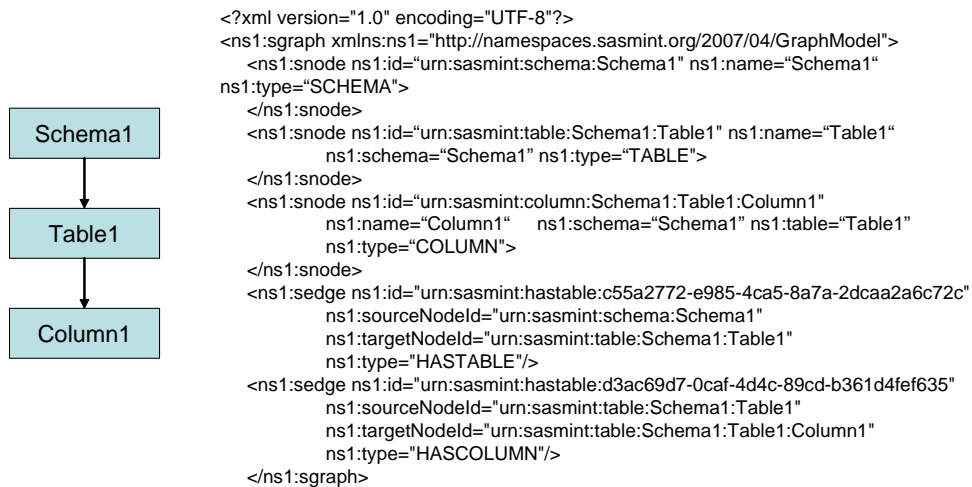 Schema1
Table1
Column1
<?xml version="1.0" encoding="UTF-8"?>
<ns1:sgraph xmlns:ns1="http://namespaces.sasmint.org/2007/04/GraphModel">
<ns1:snode ns1:id="urn:sasmint:schema:Schema1" ns1:name=“Schema1“
ns1:type=“SCHEMA">
</ns1:snode>
<ns1:snode ns1:id=“urn:sasmint:table:Schema1:Table1" ns1:name=“Table1“
ns1:schema=“Schema1” ns1:type=“TABLE">
</ns1:snode>
<ns1:snode ns1:id=“urn:sasmint:column:Schema1:Table1:Column1"
ns1:name=“Column1“ ns1:schema=“Schema1” ns1:table=“Table1”
ns1:type=“COLUMN">
</ns1:snode>
<ns1:sedge ns1:id="urn:sasmint:hastable:c55a2772-e985-4ca5-8a7a-2dcaa2a6c72c"
ns1:sourceNodeId="urn:sasmint:schema:Schema1"
ns1:targetNodeId="urn:sasmint:table:Schema1:Table1"
ns1:type="HASTABLE"/>
<ns1:sedge ns1:id="urn:sasmint:hastable:d3ac69d7-0caf-4d4c-89cd-b361d4fef635"
ns1:sourceNodeId="urn:sasmint:table:Schema1:Table1"
ns1:targetNodeId="urn:sasmint:table:Schema1:Table1:Column1"
ns1:type="HASCOLUMN"/>
</ns1:sgraph>